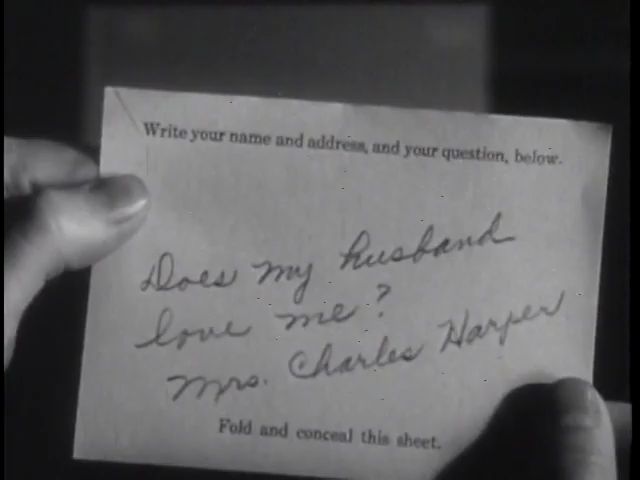 Write your name and address, and your question, below.
Does my husband
love me?
Mrs. Charles Harper
Fold and conceal this sheet.